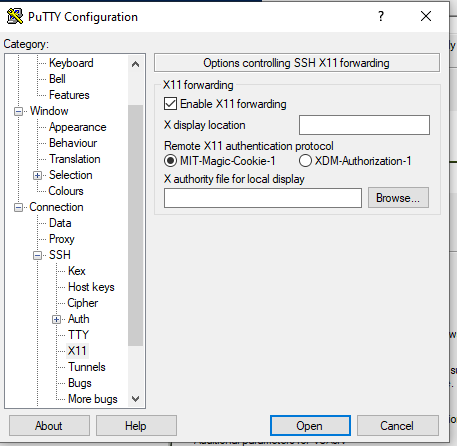 PuTTY Configuration
? ×
Category:
Keyboard
Bell
Features
Window
Appearance
Behaviour
Translation
Selection
Colours
Connection
Data
Proxy
SSH
Kex
Host keys
Cipher
Auth
TTY
X11
Tunnels
Bugs
More bugs
Options controlling SSH X11 forwarding
X11 forwarding
Enable X11 forwarding
X display location
Remote X11 authentication protocol
MIT-Magic-Cookie-1 XDM-Authorization-1
X authority file for local display
Browse...
About Help Open Cancel